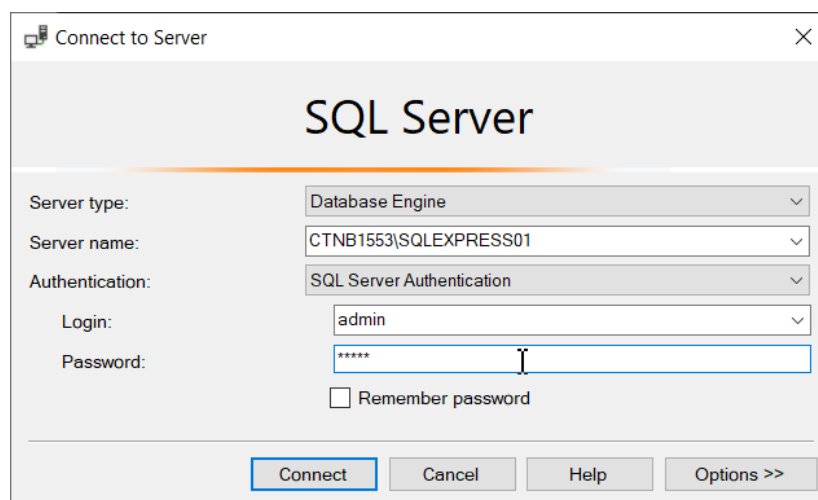 Connect to Server
SQL Server
Server type: Database Engine
Server name: CTNB1553\SQLEXPRESS01
Authentication: SQL Server Authentication
Login: admin
Password: *****
Remember password
Connect Cancel Help Options >>